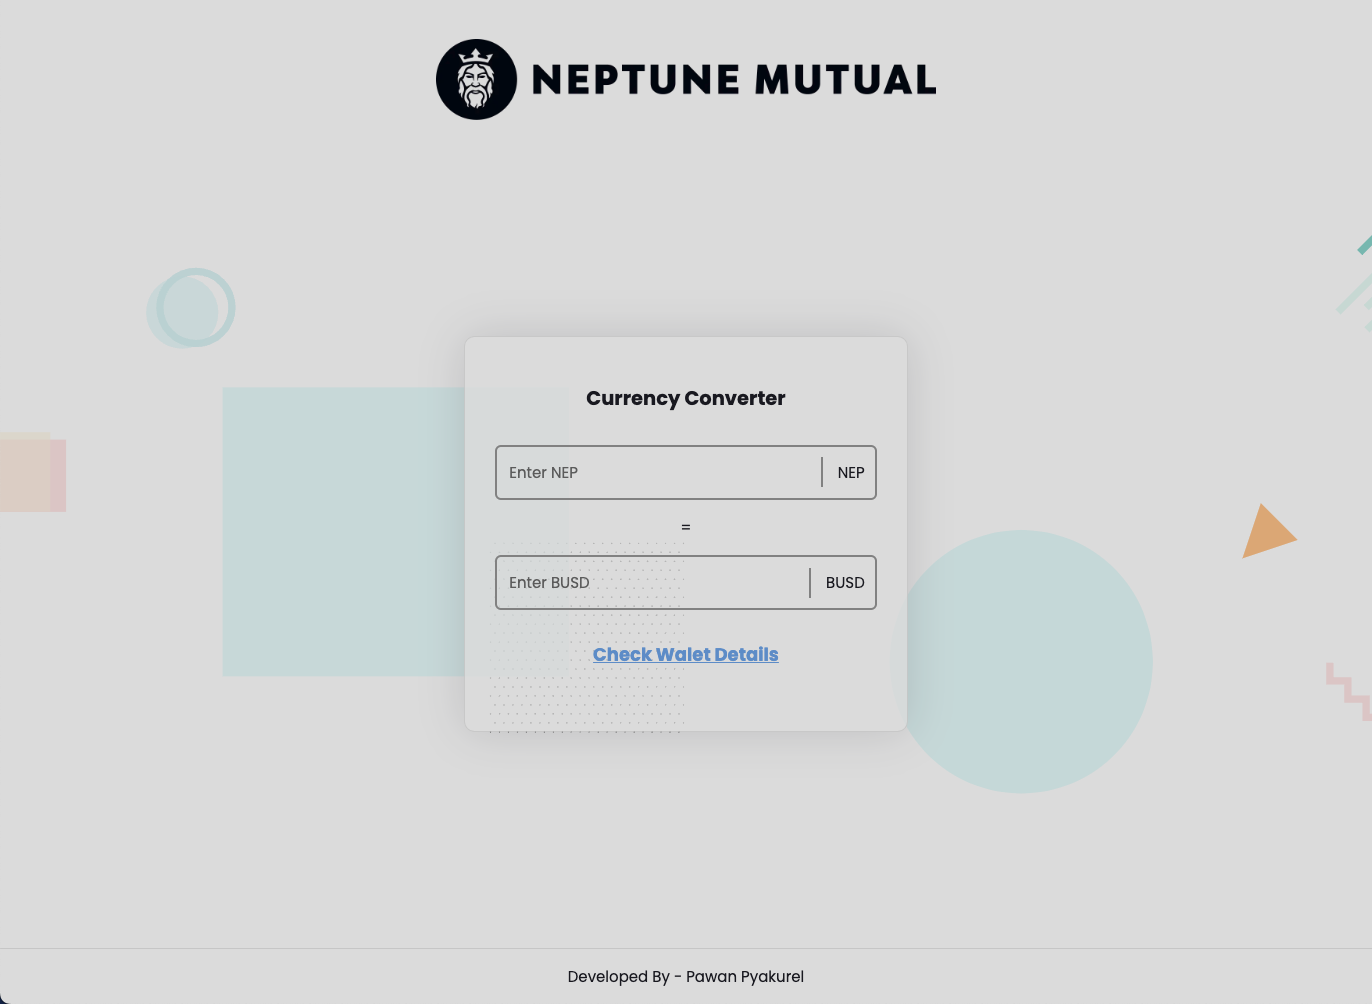 NEPTUNE MUTUAL
Currency Converter
Enter NEP
NEP
=
Enter BUSD
BUSD
Check Walet Details
Developed By - Pawan Pyakurel